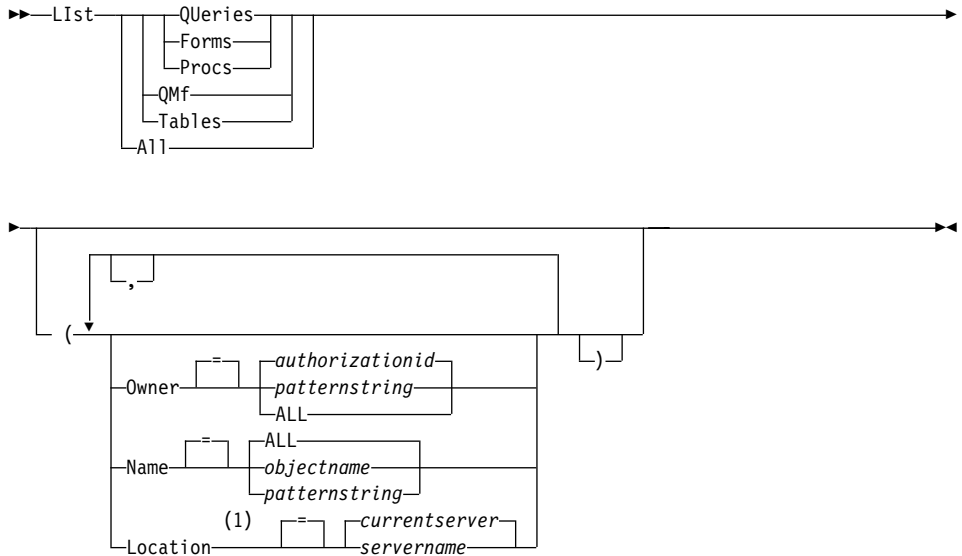 LIst
QUeries
Forms
Procs
QMf
Tables
All
,
(
)
Owner = authorizationid
patternstring
ALL
Name = ALL
objectname
patternstring
(1)
Location = currentserver
servername